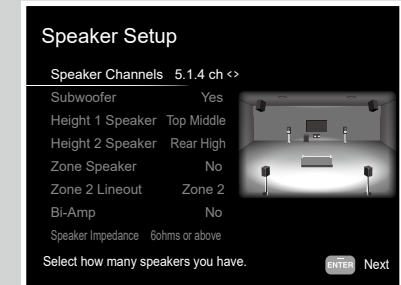 Speaker Setup
Speaker Channels 5.1.4 ch <>
Subwoofer Yes
Height 1 Speaker Top Middle
Height 2 Speaker Rear High
Zone Speaker No
Zone 2 Lineout Zone 2
Bi-Amp No
Speaker Impedance 6ohms or above
Select how many speakers you have.
ENTER Next